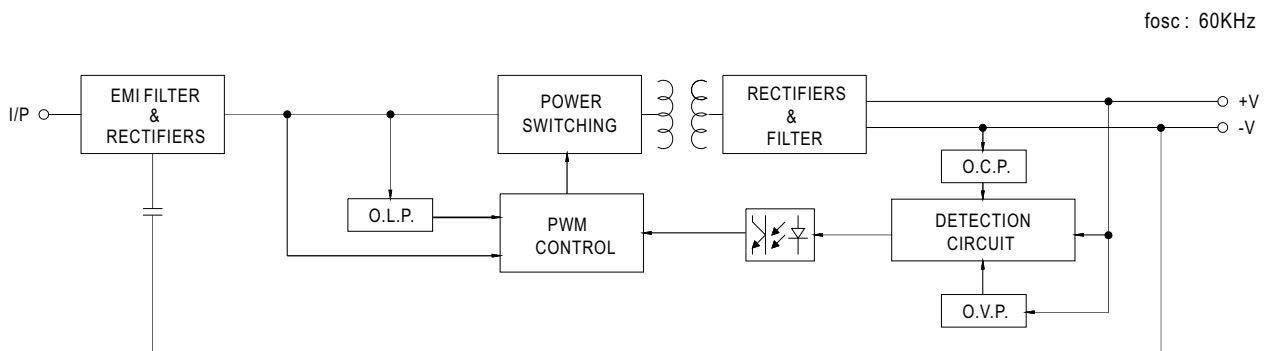 fosc : 60KHz
I/P
EMI FILTER
&
RECTIFIERS
POWER
SWITCHING
RECTIFIERS
&
FILTER
+V
-V
O.C.P.
O.L.P.
PWM
CONTROL
DETECTION
CIRCUIT
O.V.P.